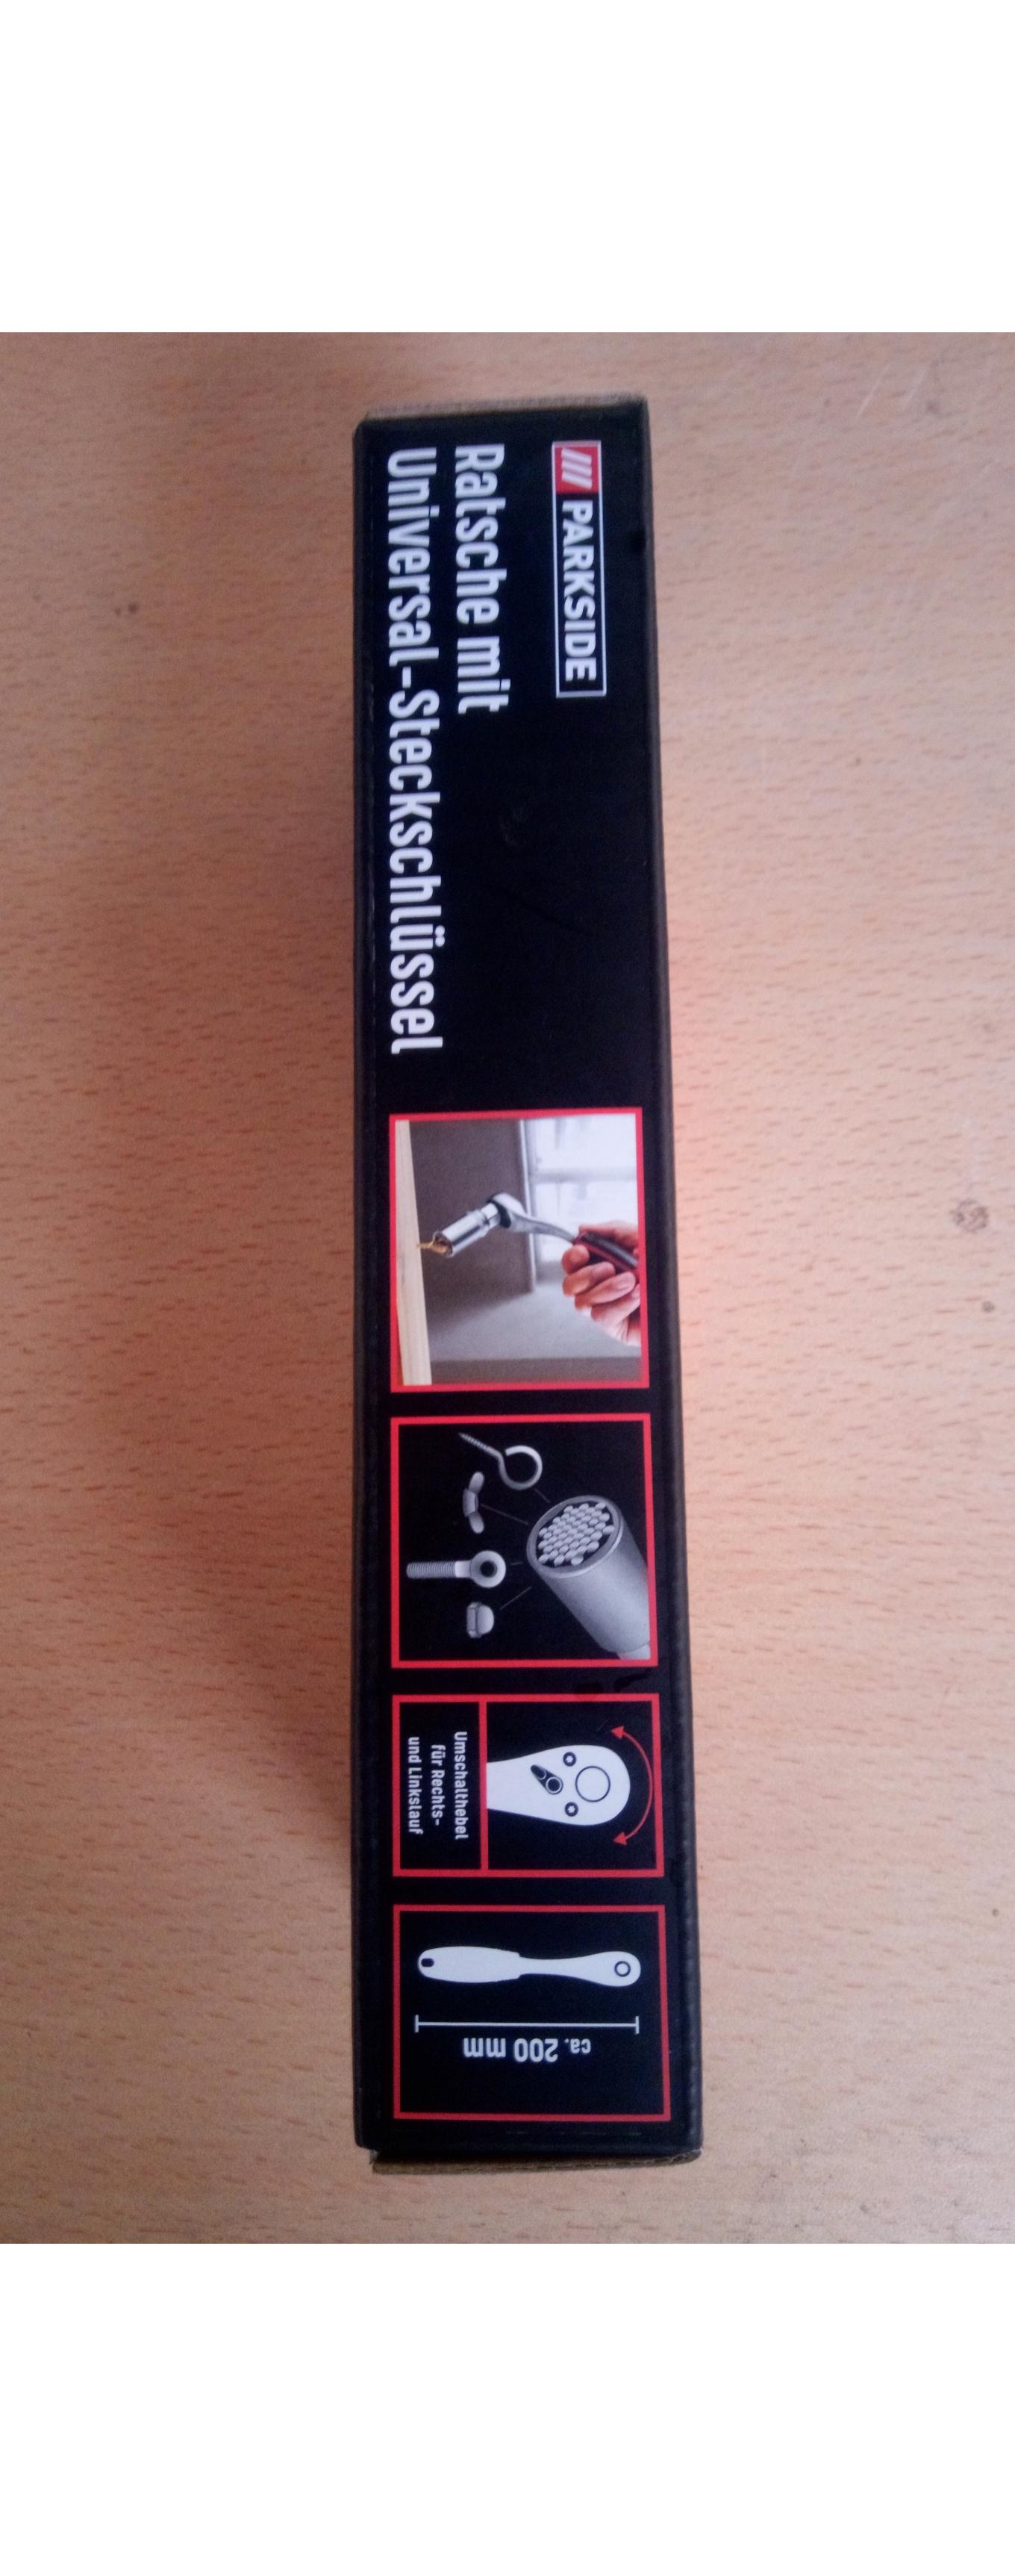 PARKSIDE
Ratsche mit
Universal-Steckschlüssel
Umschalthebel
für Rechts-
und Linkslauf
ca. 200 mm